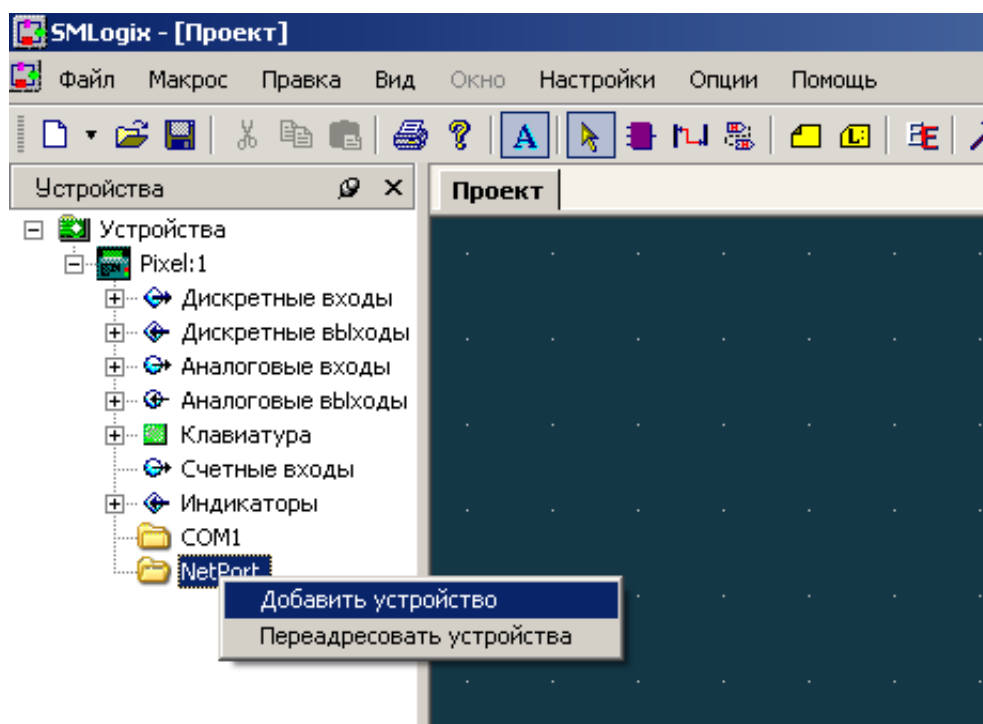 SMLogix - [Проект]
Файл Макрос Правка Вид Окно Настройки Опции Помощь
Устройства
Проект
Устройства
Pixel:1
Дискретные входы
Дискретные вЫходы
Аналоговые входы
Аналоговые вЫходы
Клавиатура
Счетные входы
Индикаторы
COM1
NetPort
Добавить устройство
Переадресовать устройства